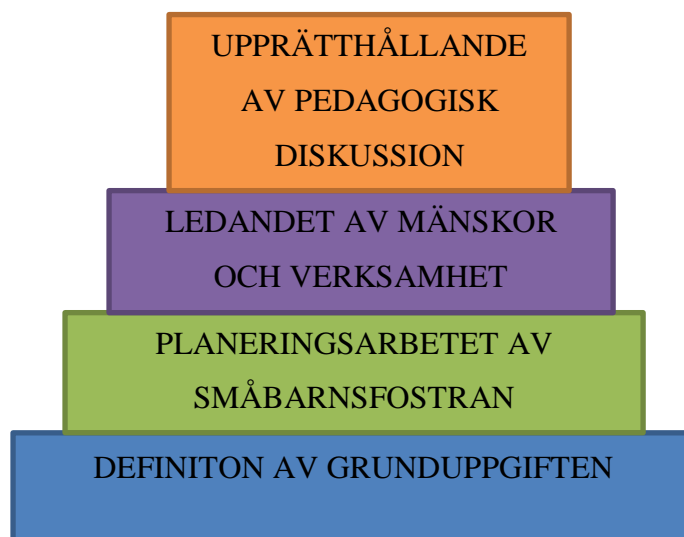 UPPRÄTTHÅLLANDE
AV PEDAGOGISK
DISKUSSION
LEDANDET AV MÄNSKOR
OCH VERKSAMHET
PLANERINGSARBETET AV
SMÅBARNSFOSTRAN
DEFINITON AV GRUNDUPPGIFTEN